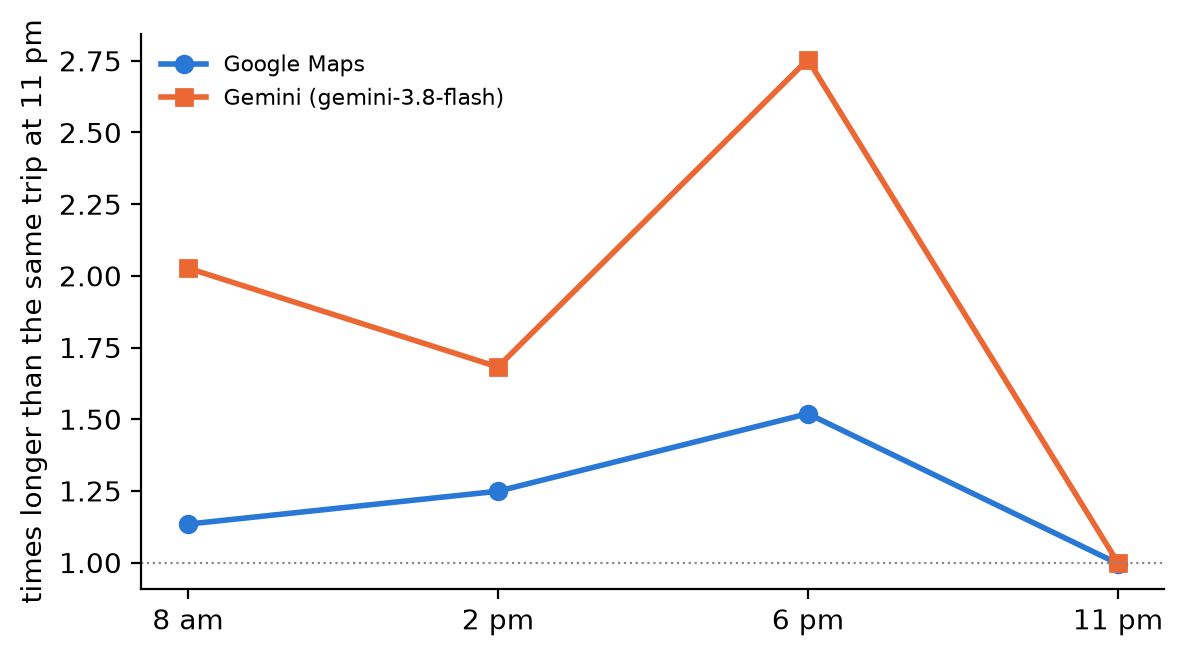 times longer than the same trip at 11 pm
2.75
2.50
2.25
2.00
1.75
1.50
1.25
1.00
Google Maps
Gemini (gemini-3.8-flash)
8 am
2 pm
6 pm
11 pm